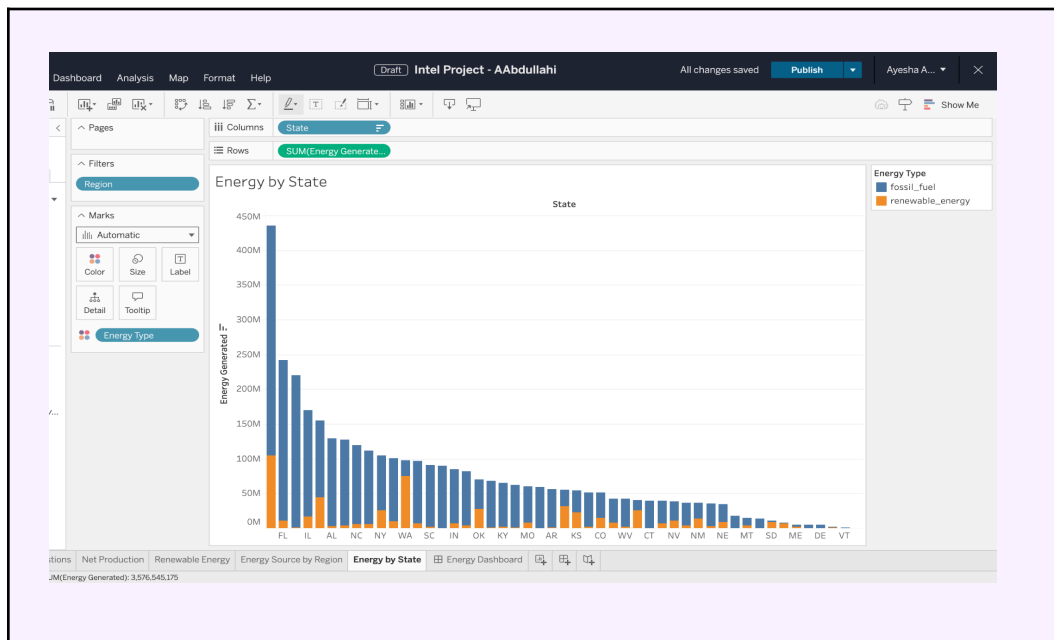 Dashboard Analysis Map Format Help
Draft Intel Project - AAbdullahi
All changes saved Publish Ayesha A...
Show Me
Pages
Columns State
Rows SUM(Energy Generate...
Filters
Region
Marks
Automatic
Color Size Label
Detail Tooltip
Energy Type
Energy by State
State
Energy Type
fossil_fuel
renewable_energy
Energy Generated
450M
400M
350M
300M
250M
200M
150M
100M
50M
0M
FL IL AL NC NY WA SC IN OK KY MO AR KS CO WV CT NV NM NE MT SD ME DE VT
Net Production Renewable Energy Energy Source by Region Energy by State Energy Dashboard
(Energy Generated): 3,576,545,175